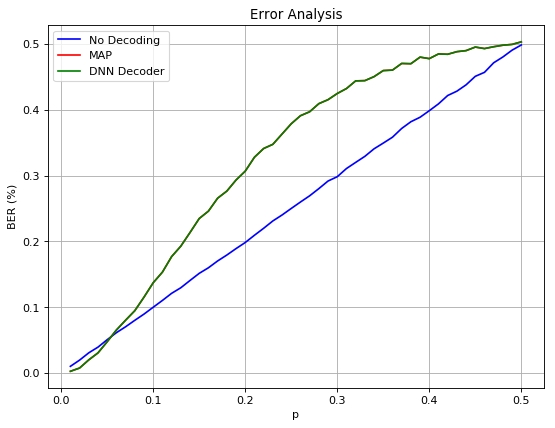 Error Analysis
No Decoding
MAP
DNN Decoder
BER (%)
0.5
0.4
0.3
0.2
0.1
0.0
0.0 0.1 0.2 0.3 0.4 0.5
p